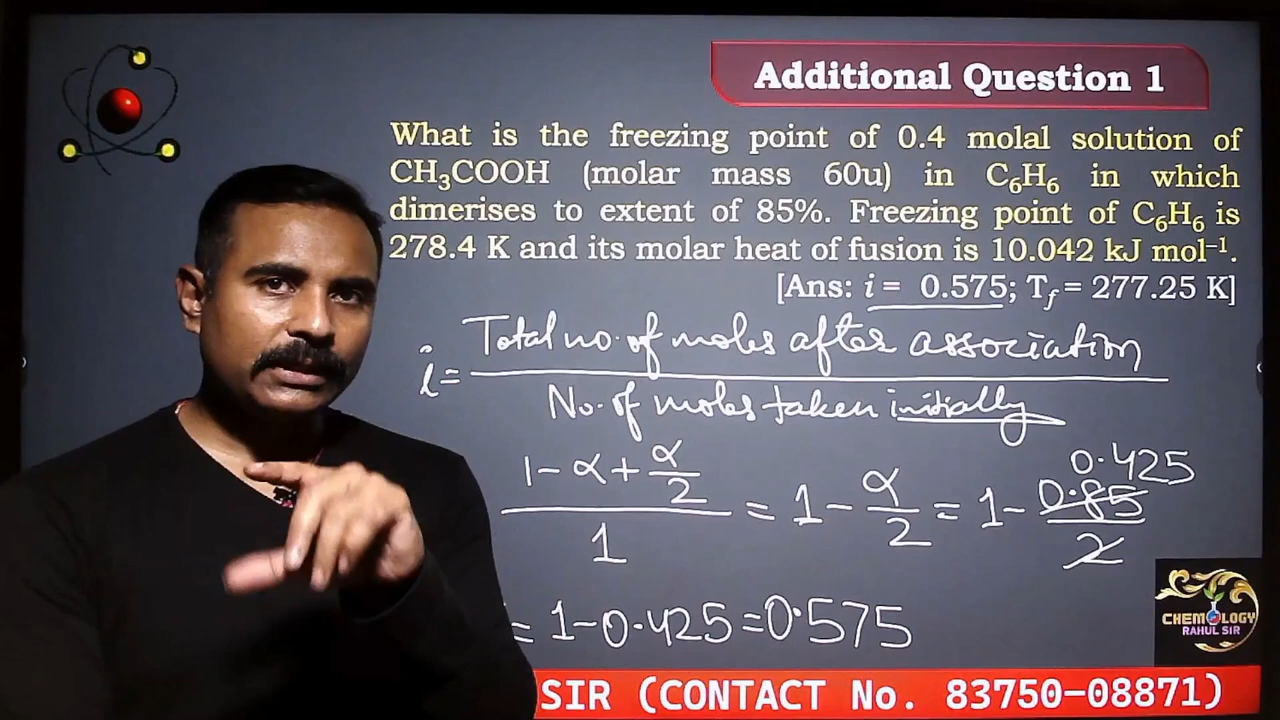 Additional Question 1
What is the freezing point of 0.4 molal solution of
CH₃COOH (molar mass 60u) in C₆H₆ in which
dimerises to extent of 85%. Freezing point of C₆H₆ is
278.4 K and its molar heat of fusion is 10.042 kJ mol⁻¹.
[Ans: i = 0.575; T_f = 277.25 K]
i = Total no. of moles after association
No. of moles taken initially
1 - α + α/2
1
= 1 - α/2 = 1 - 0.85/2 0.425
= 1 - 0.425 = 0.575
CHEMOLOGY
RAHUL SIR
SIR (CONTACT No. 83750-08871)